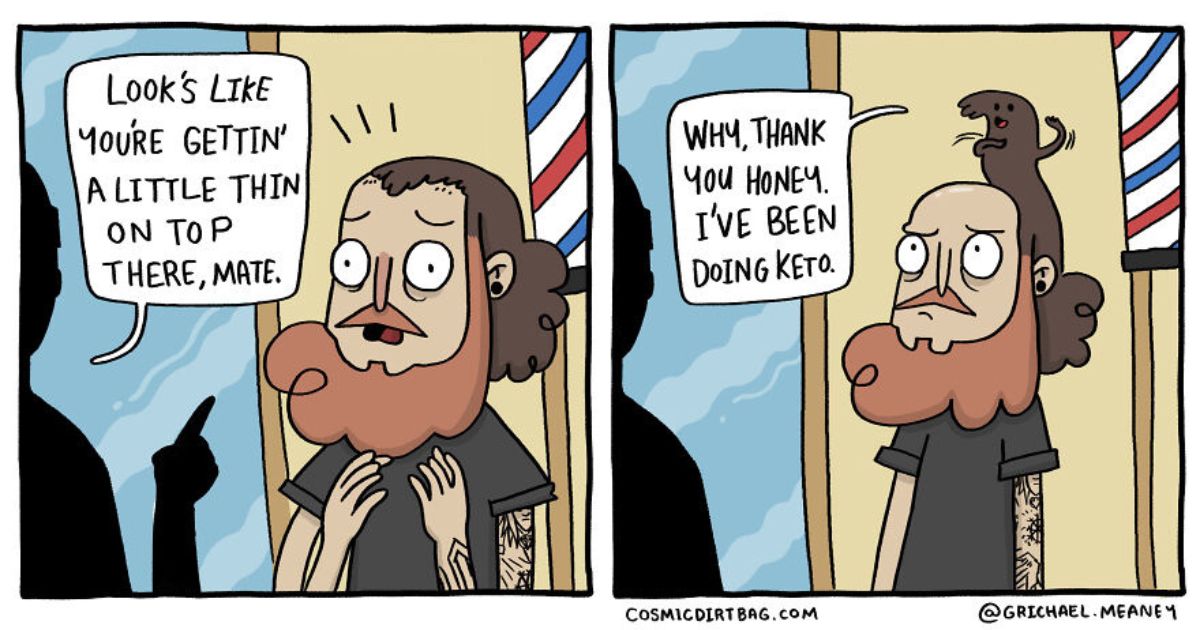 LOOK'S LIKE
YOU'RE GETTIN'
A LITTLE THIN
ON TOP
THERE, MATE.
WHY, THANK
YOU HONEY.
I'VE BEEN
DOING KETO.
COSMICDIRTBAG.COM
@GRICHAEL.MEANEY